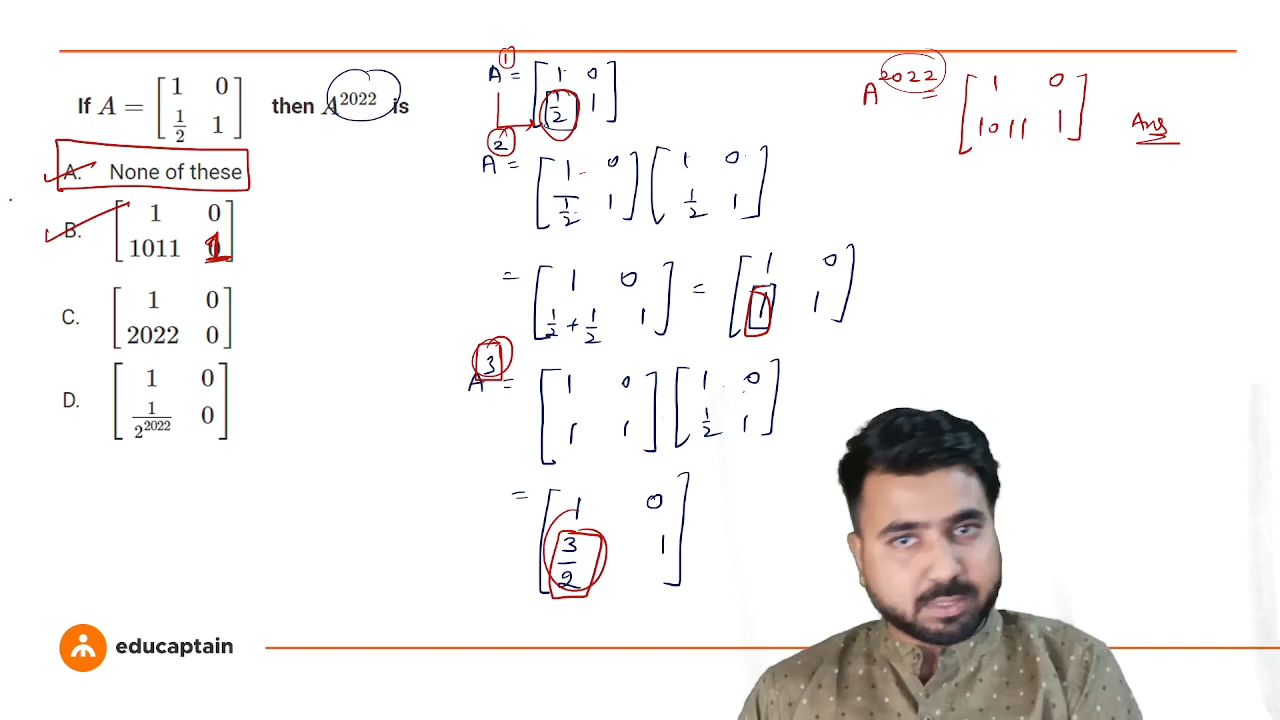 If A = [1 0; 1/2 1] then A^2022 is
A. None of these
B. [1 0; 1011 1]
C. [1 0; 2022 0]
D. [1 0; 1/2^2022 0]
A^1 = [1 0; 1/2 1]
A^2 = [1 0; 1/2 1] [1 0; 1/2 1]
= [1 0; 1/2 + 1/2 1] = [1 0; 1 1]
A^3 = [1 0; 1 1] [1 0; 1/2 1]
= [1 0; 3/2 1]
A^2022 [1 0; 1011 1] Ans
educaptain